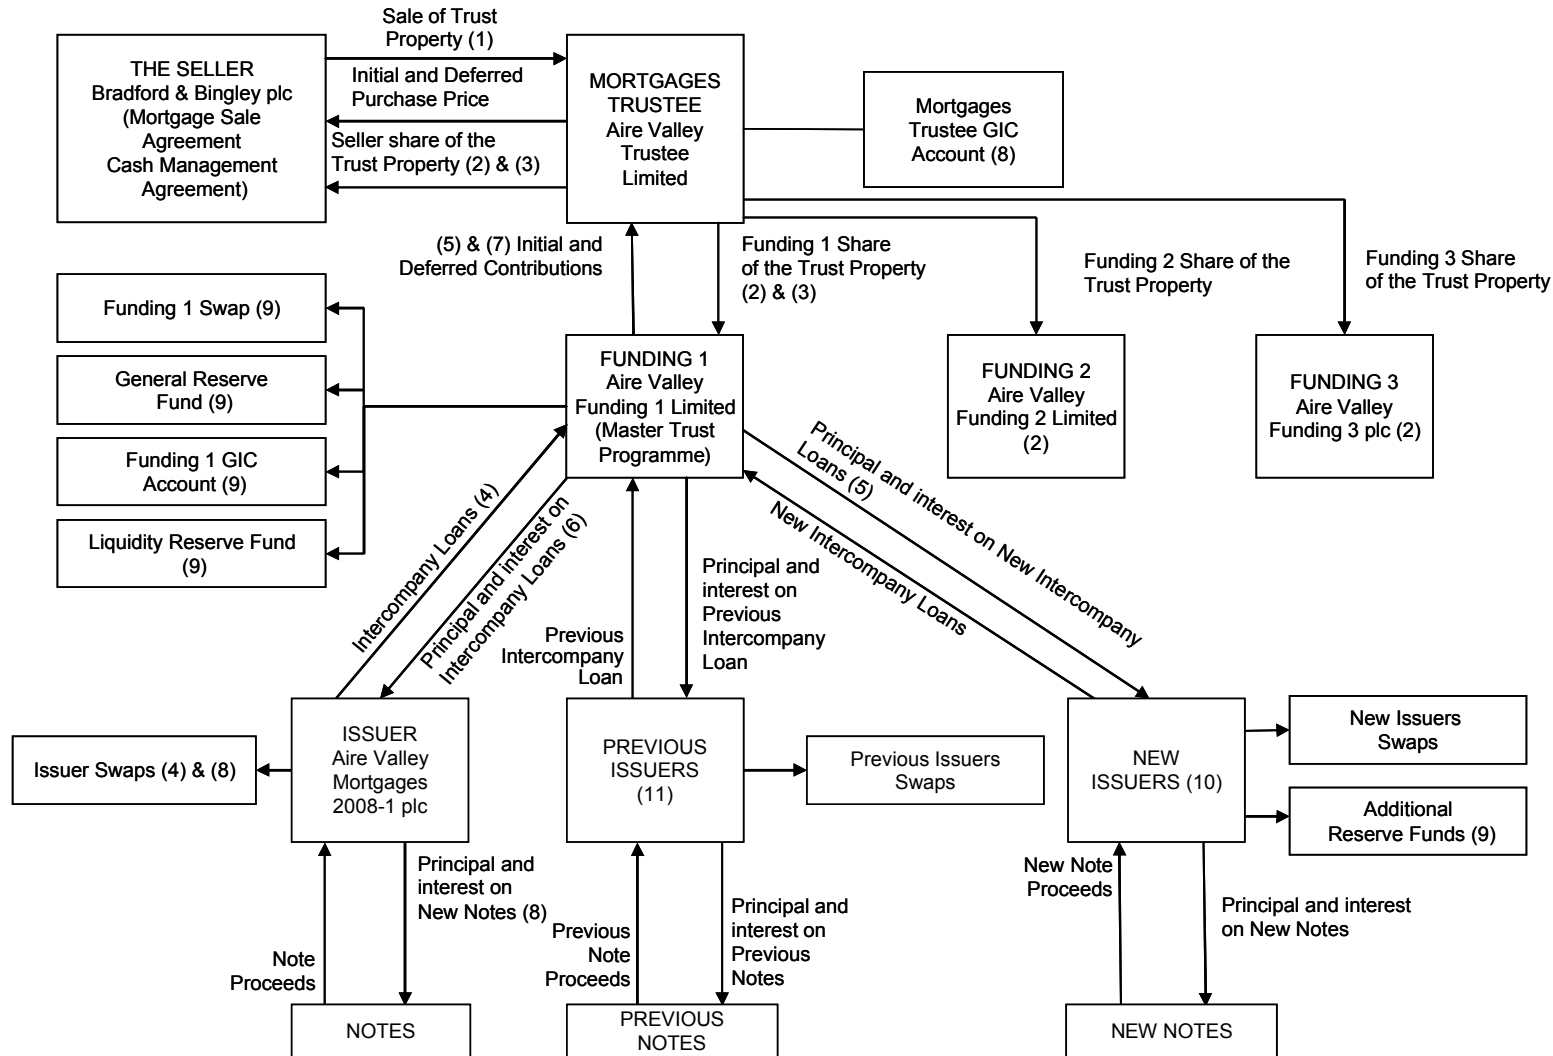 Sale of Trust
Property (1)
THE SELLER
Bradford & Bingley plc
(Mortgage Sale
Agreement
Cash Management
Agreement)
Initial and Deferred
Purchase Price
Seller share of the
Trust Property (2) & (3)
MORTGAGES
TRUSTEE
Aire Valley
Trustee
Limited
Mortgages
Trustee GIC
Account (8)
(5) & (7) Initial and
Deferred Contributions
Funding 1 Share
of the Trust Property
(2) & (3)
Funding 2 Share of the
Trust Property
Funding 3 Share
of the Trust Property
Funding 1 Swap (9)
General Reserve
Fund (9)
Funding 1 GIC
Account (9)
Liquidity Reserve Fund
(9)
FUNDING 1
Aire Valley
Funding 1 Limited
(Master Trust
Programme)
FUNDING 2
Aire Valley
Funding 2 Limited
(2)
FUNDING 3
Aire Valley
Funding 3 plc (2)
Intercompany Loans (4)
Principal and interest on
Intercompany Loans (6)
Previous
Intercompany
Loan
Principal and
interest on
Previous
Intercompany
Loan
New Intercompany Loans
Principal and interest on New Intercompany
Loans (5)
Issuer Swaps (4) & (8)
ISSUER
Aire Valley
Mortgages
2008-1 plc
PREVIOUS
ISSUERS
(11)
Previous Issuers
Swaps
NEW
ISSUERS (10)
New Issuers
Swaps
Additional
Reserve Funds (9)
Note
Proceeds
Principal and
interest on
New Notes (8)
Previous
Note
Proceeds
Principal and
interest on
Previous
Notes
New Note
Proceeds
Principal and interest
on New Notes
NOTES
PREVIOUS
NOTES
NEW NOTES